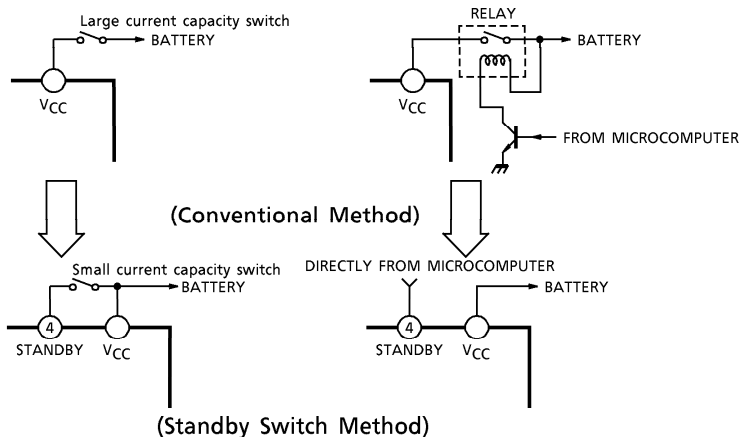 Large current capacity switch
BATTERY
VCC
RELAY
BATTERY
VCC
FROM MICROCOMPUTER
(Conventional Method)
Small current capacity switch
BATTERY
4
STANDBY
VCC
DIRECTLY FROM MICROCOMPUTER
BATTERY
4
STANDBY
VCC
(Standby Switch Method)